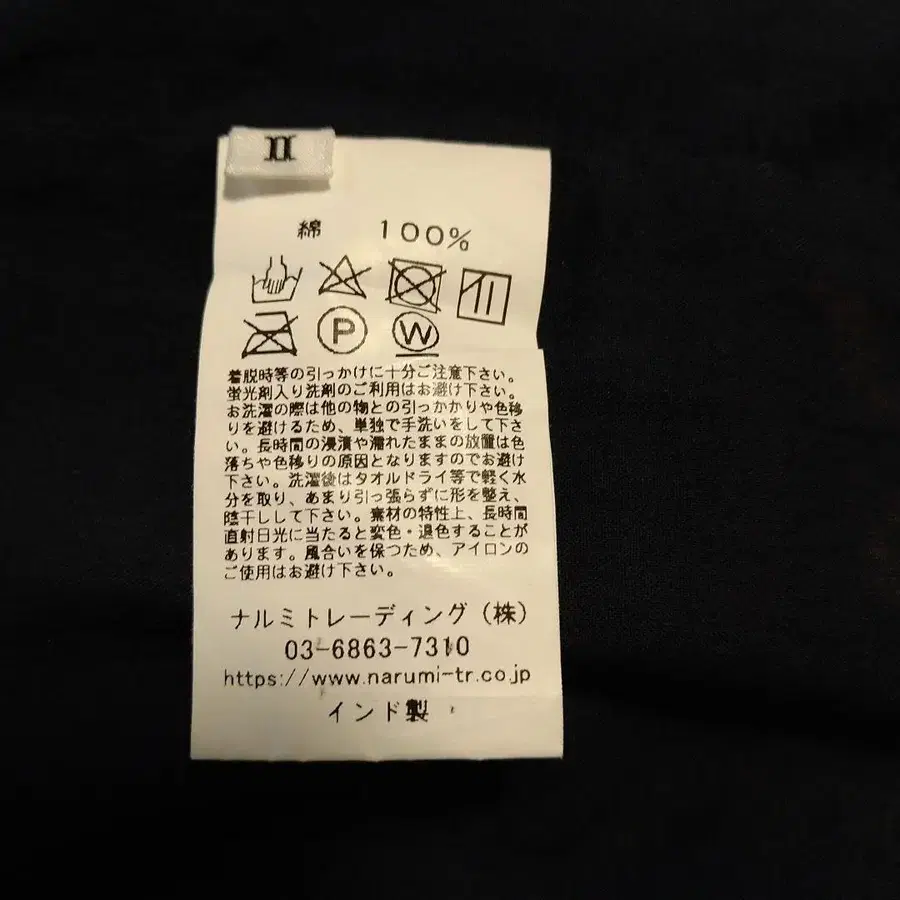 II
綿 100%
P
W
着脱時等の引っかけに十分ご注意下さい。
蛍光剤入り洗剤のご利用はお避け下さい。
お洗濯の際は他の物との引っかかりや色移
りを避けるため、単独で手洗いをして下さ
い。長時間の浸漬や濡れたままの放置は色
落ちや色移りの原因となりますのでお避け
下さい。洗濯後はタオルドライ等で軽く水
分を取り、あまり引っ張らずに形を整え、
陰干しして下さい。素材の特性上、長時間
直射日光に当たると変色・退色することが
あります。風合いを保つため、アイロンの
ご使用はお避け下さい。
ナルミトレーディング(株)
03-6863-7310
https://www.narumi-tr.co.jp
インド製